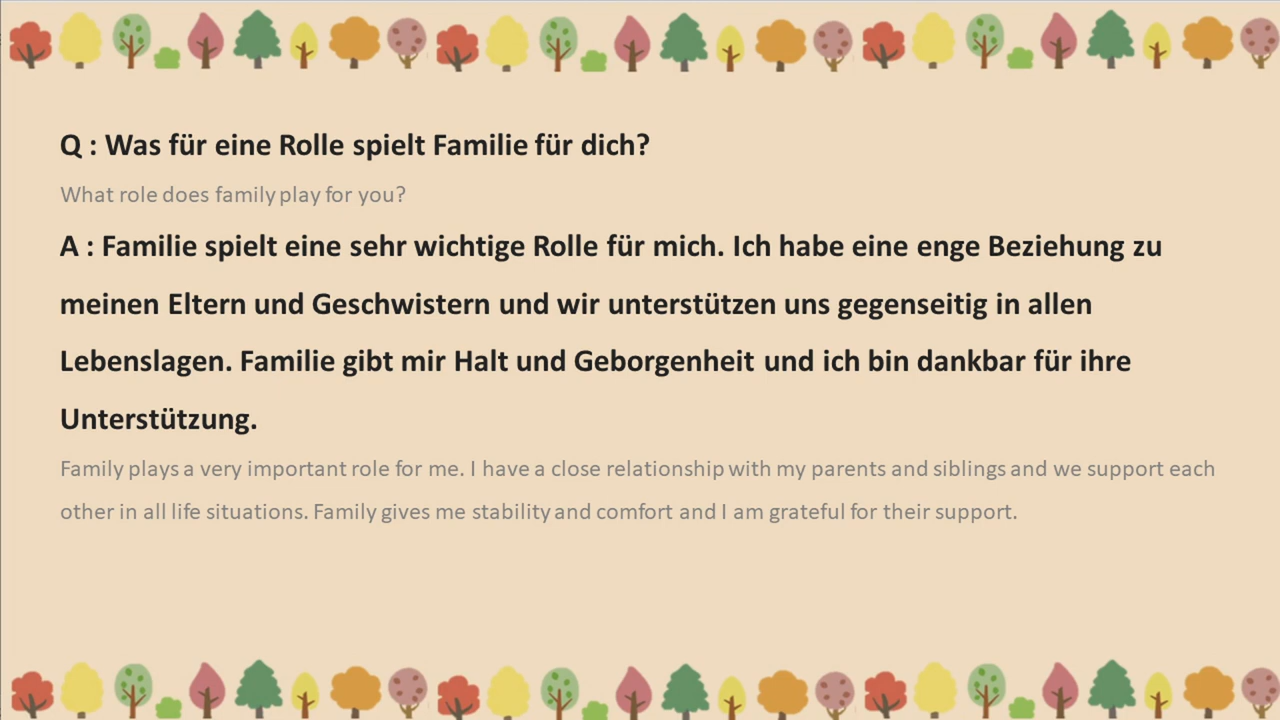 Q : Was für eine Rolle spielt Familie für dich?
What role does family play for you?
A : Familie spielt eine sehr wichtige Rolle für mich. Ich habe eine enge Beziehung zu
meinen Eltern und Geschwistern und wir unterstützen uns gegenseitig in allen
Lebenslagen. Familie gibt mir Halt und Geborgenheit und ich bin dankbar für ihre
Unterstützung.
Family plays a very important role for me. I have a close relationship with my parents and siblings and we support each
other in all life situations. Family gives me stability and comfort and I am grateful for their support.